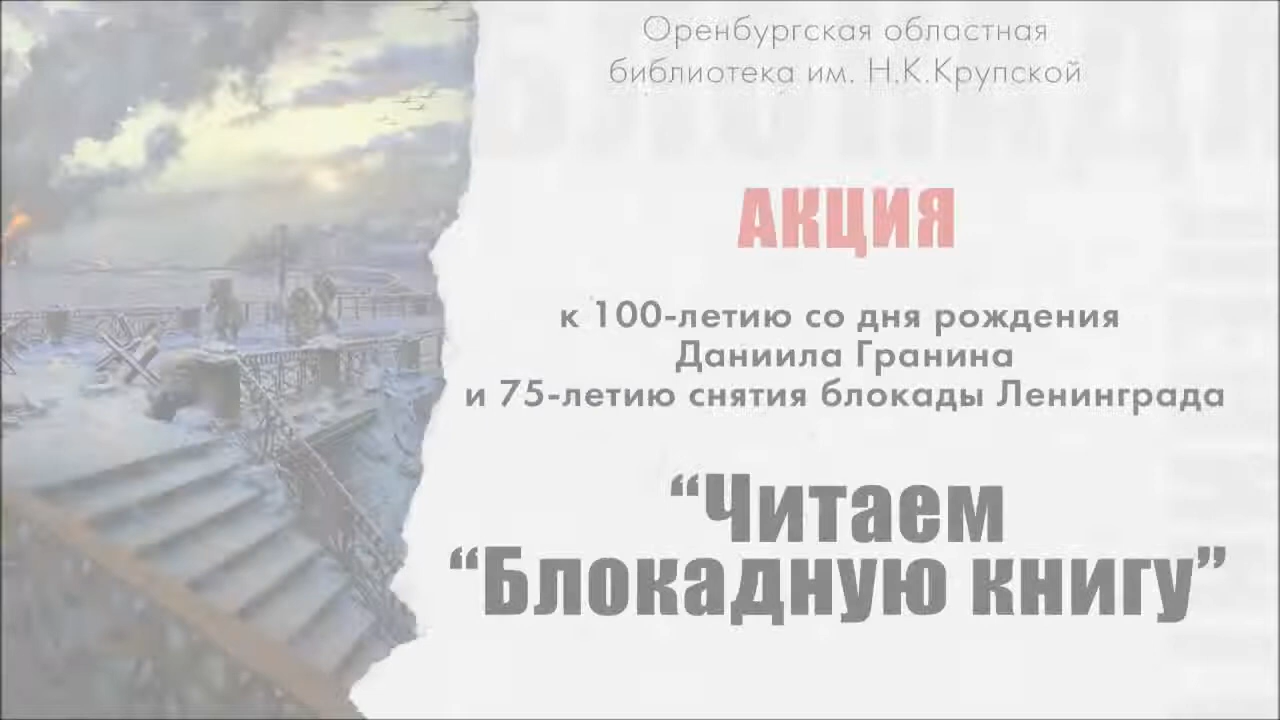 Оренбургская областная
библиотека им. Н.К.Крупской
АКЦИЯ
к 100-летию со дня рождения
Даниила Гранина
и 75-летию снятия блокады Ленинграда
“Читаем
“Блокадную книгу”